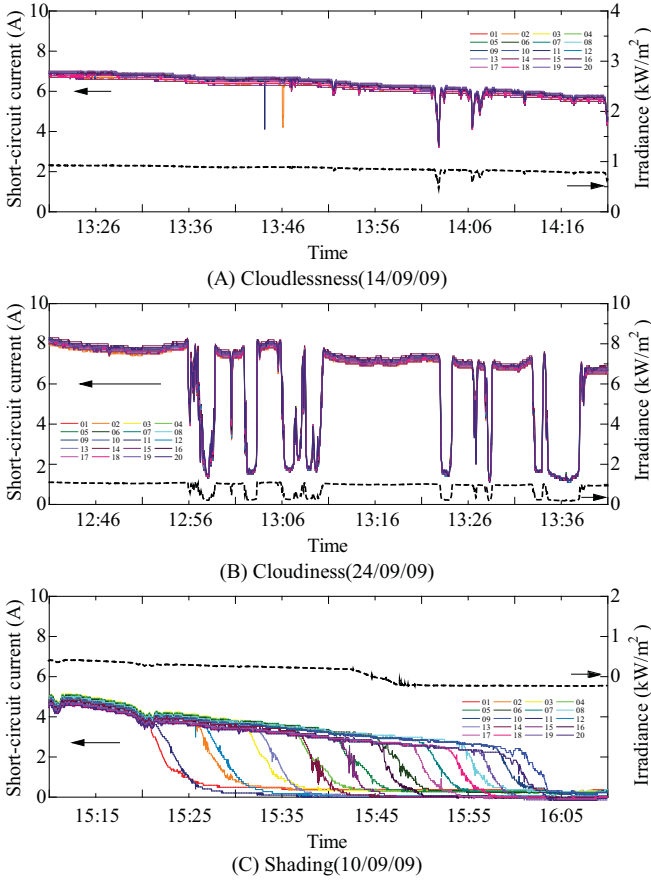 Short-circuit current (A)
10
8
6
4
2
0
01 02 03 04
05 06 07 08
09 10 11 12
13 14 15 16
17 18 19 20
4
3
2
1
0
Irradiance (kW/m²)
13:26 13:36 13:46 13:56 14:06 14:16
Time
(A) Cloudlessness(14/09/09)
Short-circuit current (A)
10
8
6
4
2
0
01 02 03 04
05 06 07 08
09 10 11 12
13 14 15 16
17 18 19 20
10
8
6
4
2
0
Irradiance (kW/m²)
12:46 12:56 13:06 13:16 13:26 13:36
Time
(B) Cloudiness(24/09/09)
Short-circuit current (A)
10
8
6
4
2
0
01 02 03 04
05 06 07 08
09 10 11 12
13 14 15 16
17 18 19 20
2
1
0
Irradiance (kW/m²)
15:15 15:25 15:35 15:45 15:55 16:05
Time
(C) Shading(10/09/09)